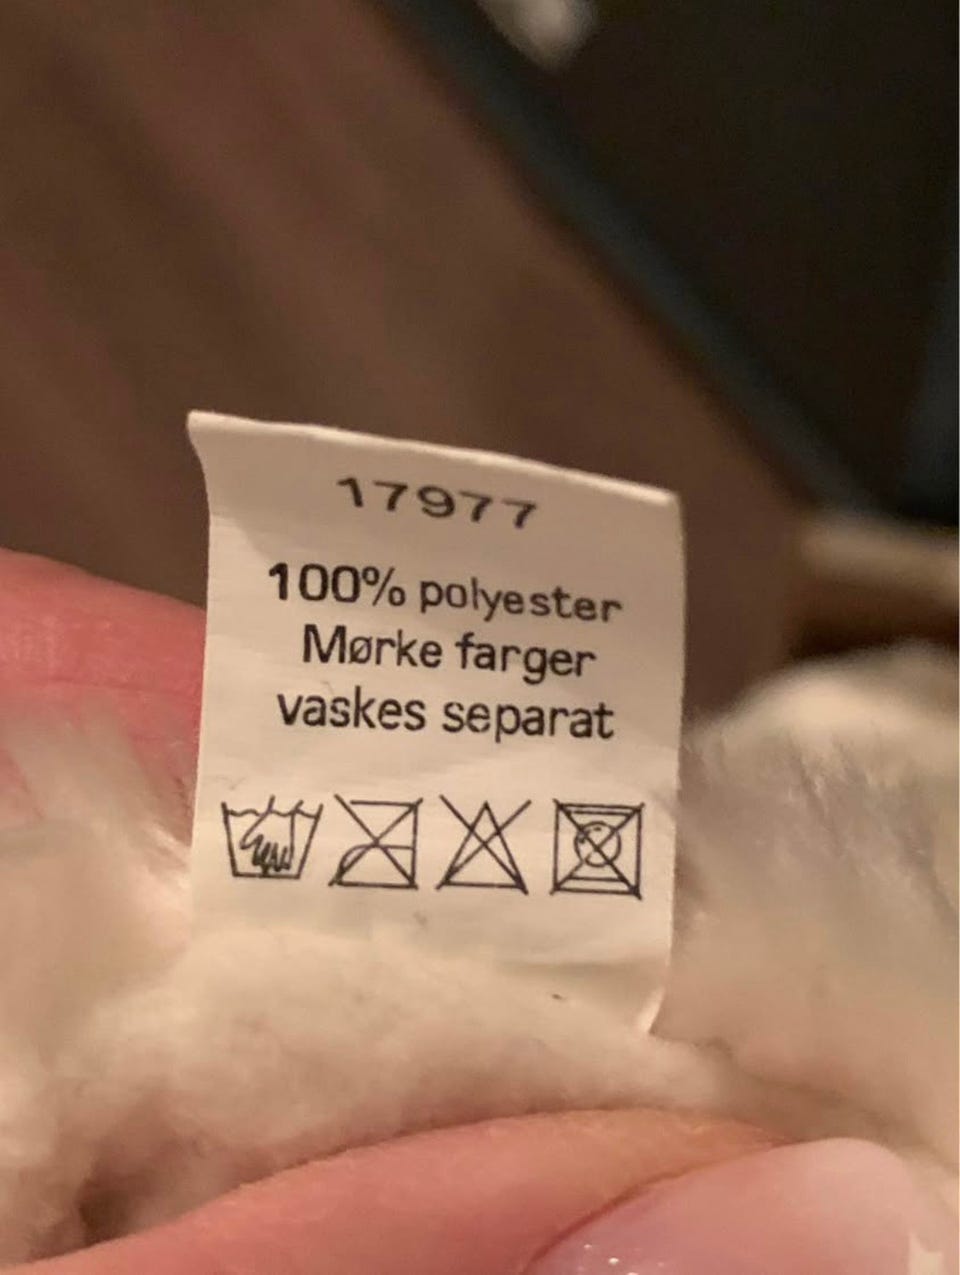 17977
100% polyester
Mørke farger
vaskes separat